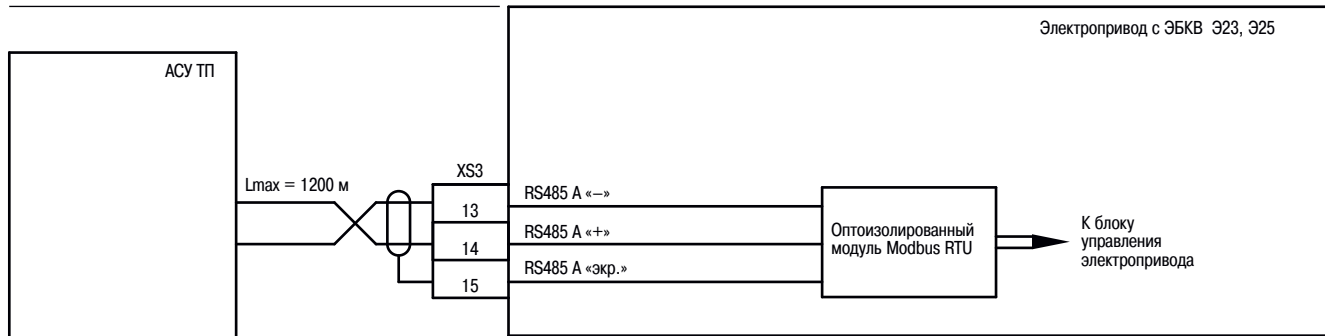 Электропривод с ЭБКВ Э23, Э25
АСУ ТП
Lmax = 1200 м
XS3
13
14
15
RS485 А «–»
RS485 А «+»
RS485 А «экр.»
Оптоизолированный
модуль Modbus RTU
К блоку
управления
электропривода